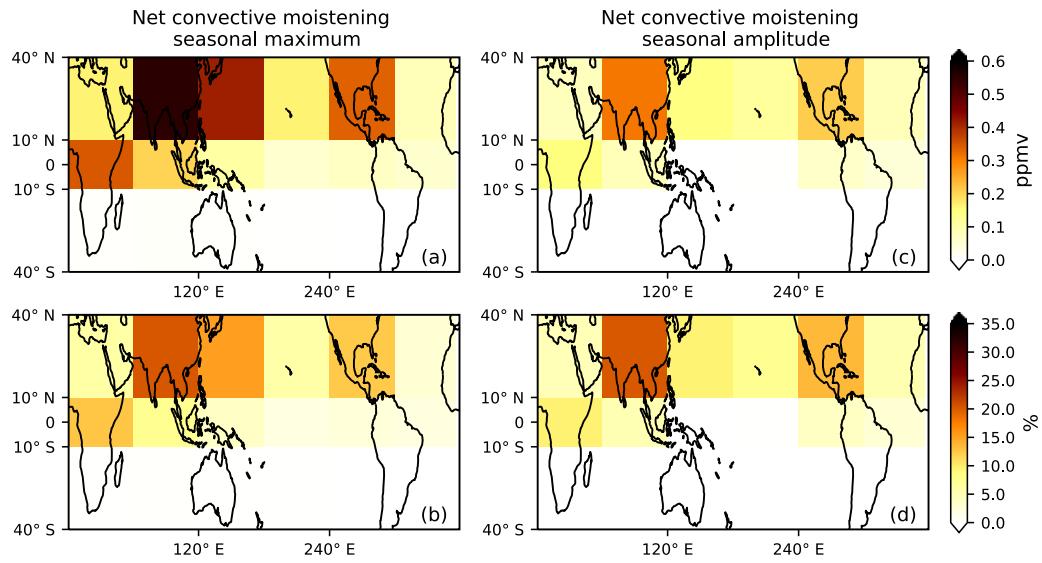 Net convective moistening
seasonal maximum
Net convective moistening
seasonal amplitude
40° N
10° N
0
10° S
40° S
120° E
240° E
(a)
40° N
10° N
0
10° S
40° S
120° E
240° E
(c)
0.6
0.5
0.4
0.3
0.2
0.1
0.0
ppmv
40° N
10° N
0
10° S
40° S
120° E
240° E
(b)
40° N
10° N
0
10° S
40° S
120° E
240° E
(d)
35.0
30.0
25.0
20.0
15.0
10.0
5.0
0.0
%